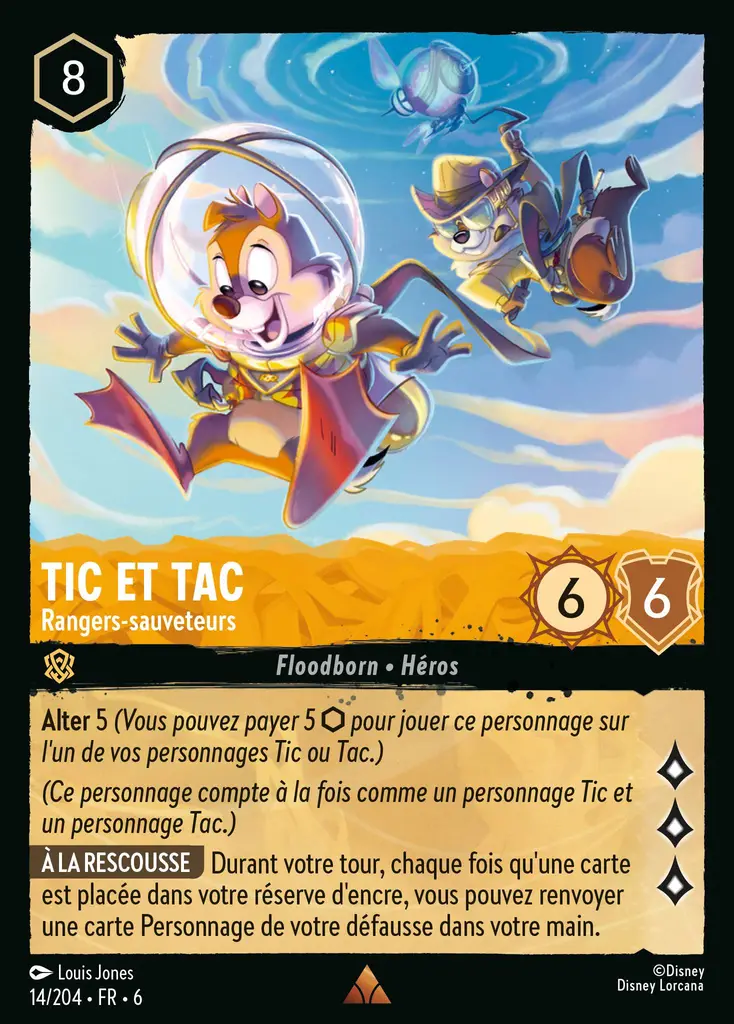 8
TIC ET TAC
Rangers-sauveteurs
6
6
Floodborn • Héros
Alter 5 (Vous pouvez payer 5 ⬡ pour jouer ce personnage sur
l'un de vos personnages Tic ou Tac.)
(Ce personnage compte à la fois comme un personnage Tic et
un personnage Tac.)
À LA RESCOUSSE Durant votre tour, chaque fois qu'une carte
est placée dans votre réserve d'encre, vous pouvez renvoyer
une carte Personnage de votre défausse dans votre main.
Louis Jones
14/204 • FR • 6
©Disney
Disney Lorcana